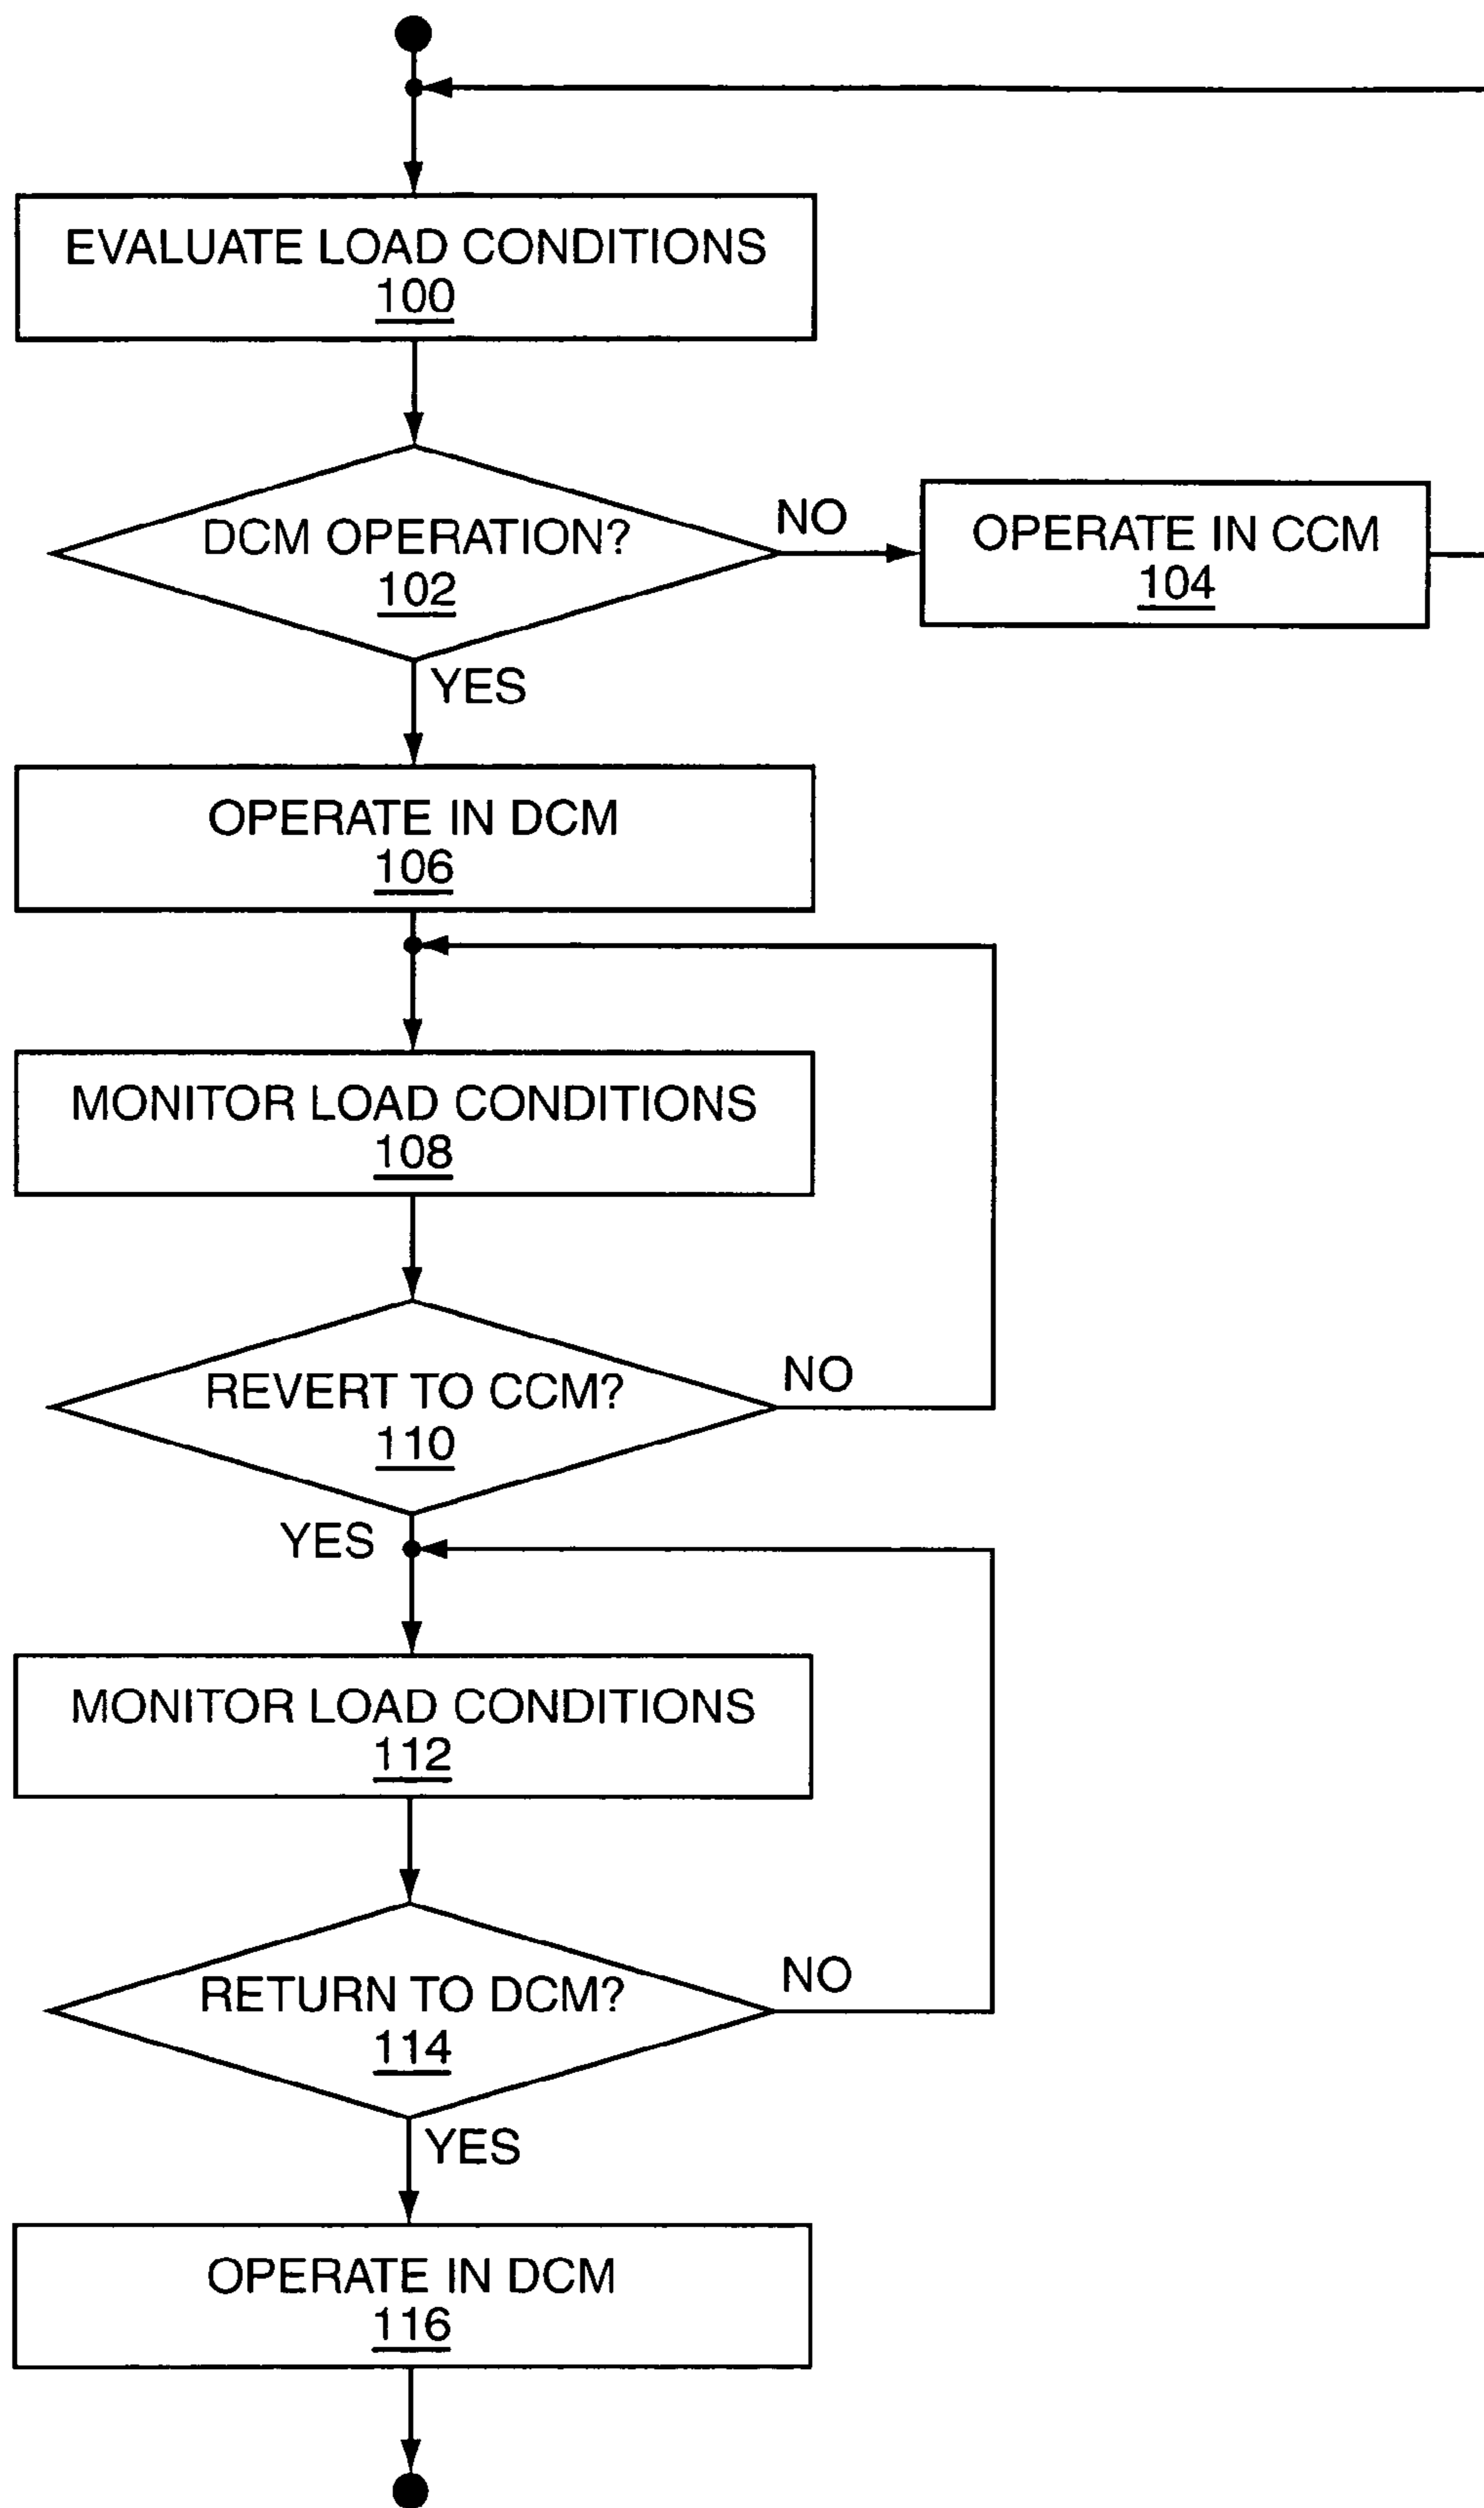 EVALUATE LOAD CONDITIONS
100
DCM OPERATION?
102
NO
OPERATE IN CCM
104
YES
OPERATE IN DCM
106
MONITOR LOAD CONDITIONS
108
REVERT TO CCM?
110
NO
YES
MONITOR LOAD CONDITIONS
112
RETURN TO DCM?
114
NO
YES
OPERATE IN DCM
116